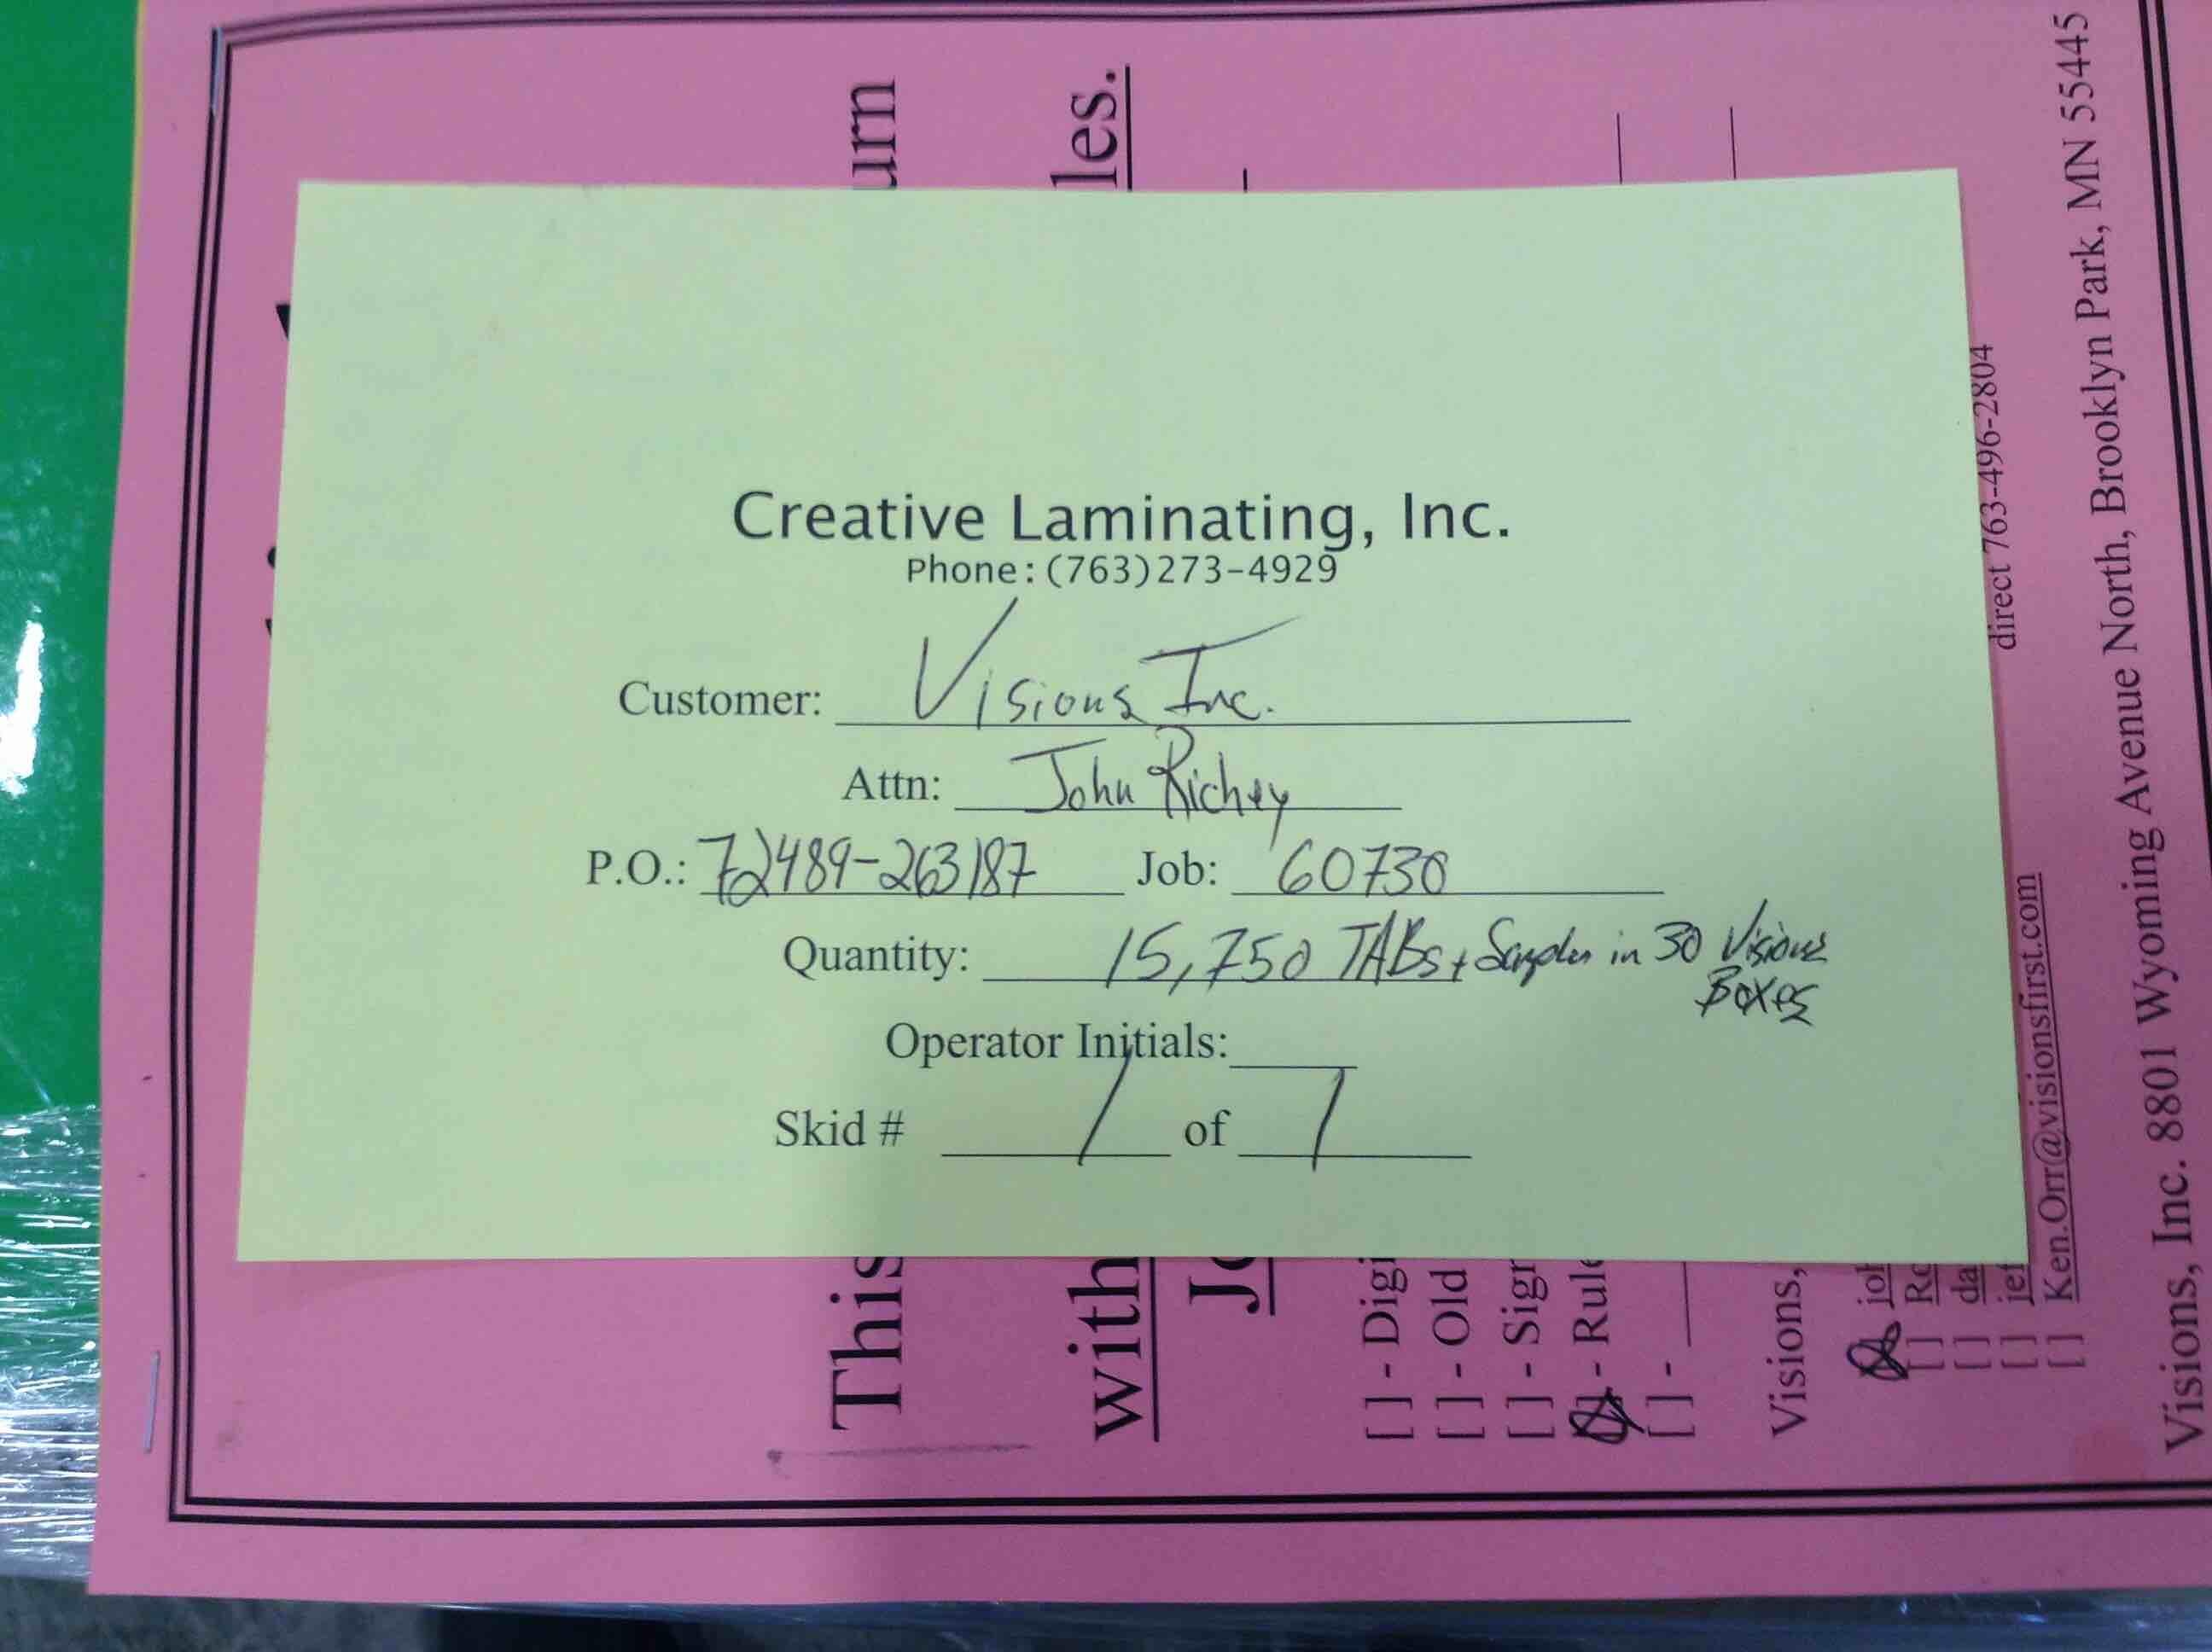 Creative Laminating, Inc.
Phone: (763)273-4929
Customer: Visions Inc.
Attn: John Richey
P.O.: 72489-263187 Job: 60730
Quantity: 15,750 TABs + Samples in 30 Visions
Boxes
Operator Initials:
Skid # 1 of 1
urn
This
les.
with
[ ] - Digi
[ ] - Old
[ ] - Sign
[ ] - Rule
[ ] -
Visions,
[ ] Ro
[ ] da
[ ] jef
direct 763-496-2804
[ ] Ken.Orr@visionsfirst.com
Visions, Inc. 8801 Wyoming Avenue North, Brooklyn Park, MN 55445